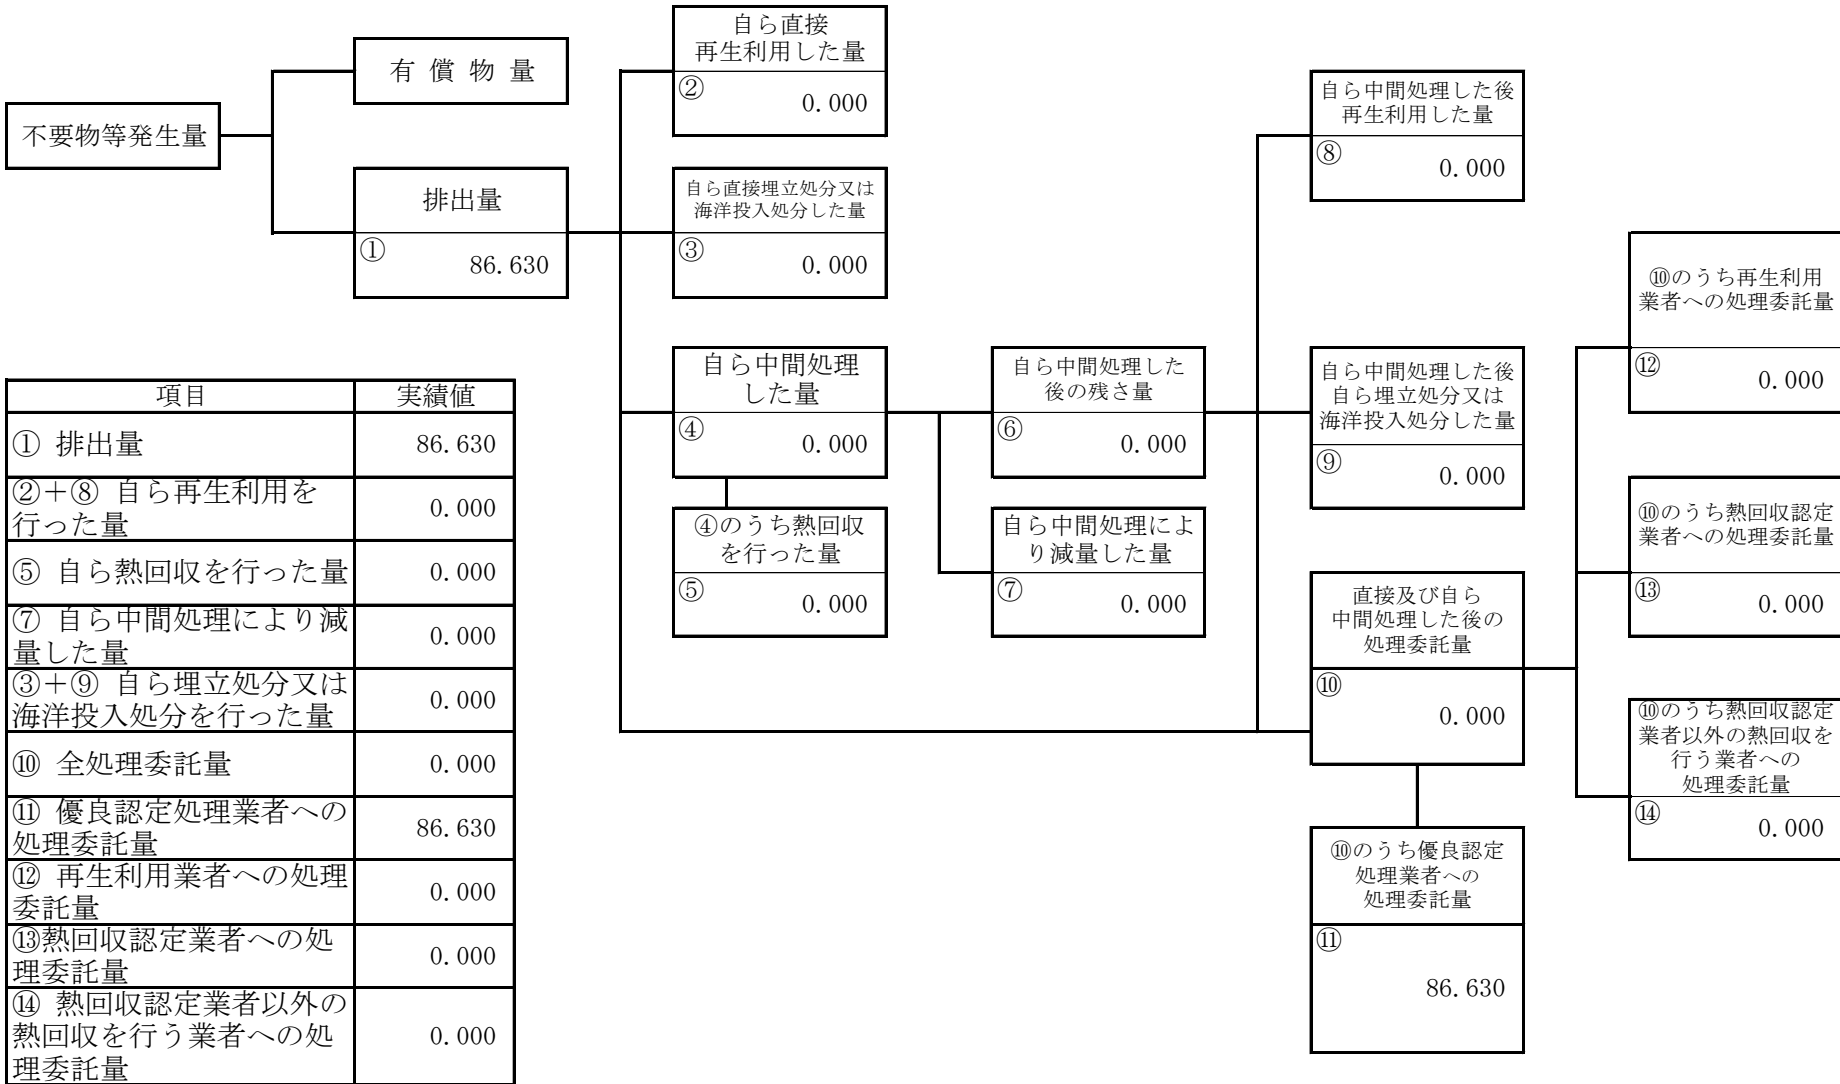 不要物等発生量
有 償 物 量
排出量
①
86.630
自ら直接
再生利用した量
②
0.000
自ら直接埋立処分又は
海洋投入処分した量
③
0.000
自ら中間処理
した量
④
0.000
④のうち熱回収
を行った量
⑤
0.000
自ら中間処理した
後の残さ量
⑥
0.000
自ら中間処理によ
り減量した量
⑦
0.000
自ら中間処理した後
再生利用した量
⑧
0.000
自ら中間処理した後
自ら埋立処分又は
海洋投入処分した量
⑨
0.000
直接及び自ら
中間処理した後の
処理委託量
⑩
0.000
⑩のうち優良認定
処理業者への
処理委託量
⑪
86.630
⑩のうち再生利用
業者への処理委託量
⑫
0.000
⑩のうち熱回収認定
業者への処理委託量
⑬
0.000
⑩のうち熱回収認定
業者以外の熱回収を
行う業者への
処理委託量
⑭
0.000
項目 実績値
① 排出量 86.630
②＋⑧ 自ら再生利用を
行った量 0.000
⑤ 自ら熱回収を行った量 0.000
⑦ 自ら中間処理により減
量した量 0.000
③＋⑨ 自ら埋立処分又は
海洋投入処分を行った量 0.000
⑩ 全処理委託量 0.000
⑪ 優良認定処理業者への
処理委託量 86.630
⑫ 再生利用業者への処理
委託量 0.000
⑬熱回収認定業者への処
理委託量 0.000
⑭ 熱回収認定業者以外の
熱回収を行う業者への処
理委託量 0.000